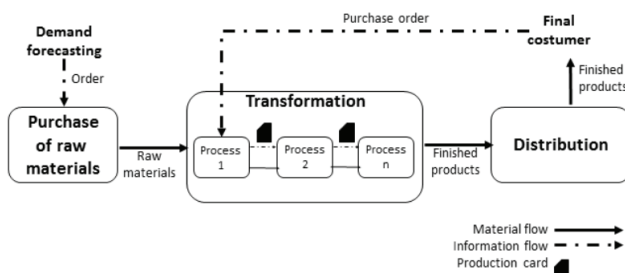 Purchase order
Final
costumer
Demand
forecasting
Order
Finished
products
Transformation
Purchase
of raw
materials
Raw
materials
Process
1
Process
2
Process
n
Finished
products
Distribution
Material flow
Information flow
Production card